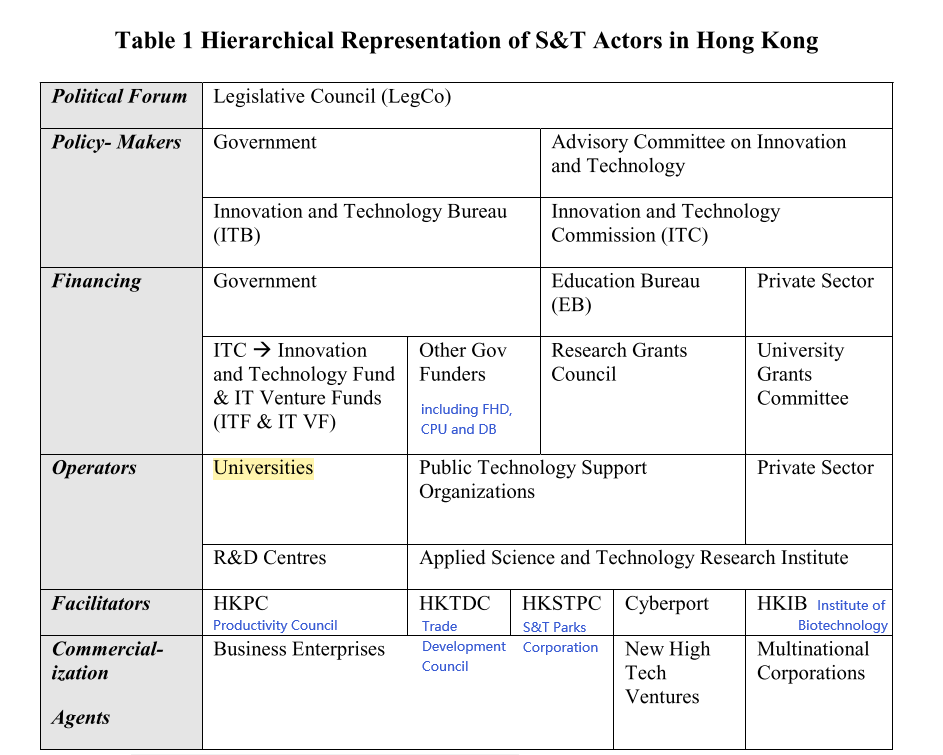 Table 1 Hierarchical Representation of S&T Actors in Hong Kong
Political Forum
Legislative Council (LegCo)
Policy- Makers
Government
Advisory Committee on Innovation
and Technology
Innovation and Technology Bureau
(ITB)
Innovation and Technology
Commission (ITC)
Financing
Government
Education Bureau
(EB)
Private Sector
ITC → Innovation
and Technology Fund
& IT Venture Funds
(ITF & IT VF)
Other Gov
Funders
including FHD,
CPU and DB
Research Grants
Council
University
Grants
Committee
Operators
Universities
Public Technology Support
Organizations
Private Sector
R&D Centres
Applied Science and Technology Research Institute
Facilitators
HKPC
Productivity Council
HKTDC
Trade
Development
Council
HKSTPC
S&T Parks
Corporation
Cyberport
HKIB Institute of
Biotechnology
Commercial-
ization
Agents
Business Enterprises
New High
Tech
Ventures
Multinational
Corporations